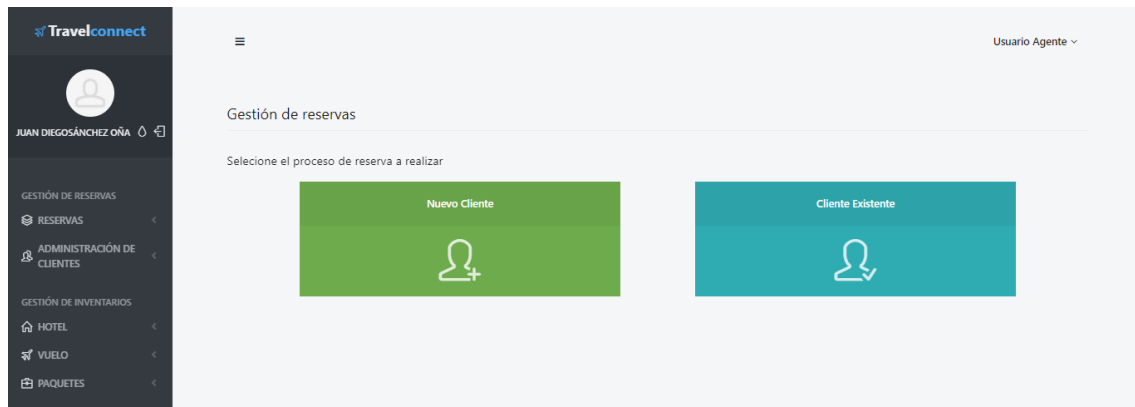 Travelconnect
JUAN DIEGOSÁNCHEZ OÑA
GESTIÓN DE RESERVAS
RESERVAS
ADMINISTRACIÓN DE
CLIENTES
GESTIÓN DE INVENTARIOS
HOTEL
VUELO
PAQUETES
Usuario Agente
Gestión de reservas
Selecione el proceso de reserva a realizar
Nuevo Cliente
Cliente Existente